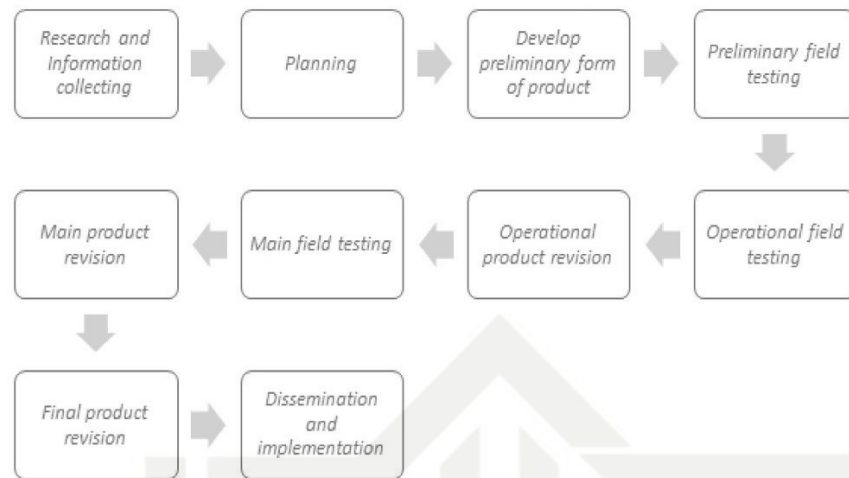 Research and
Information
collecting
Planning
Develop
preliminary form
of product
Preliminary field
testing
Operational field
testing
Operational
product revision
Main field testing
Main product
revision
Final product
revision
Dissemination
and
implementation